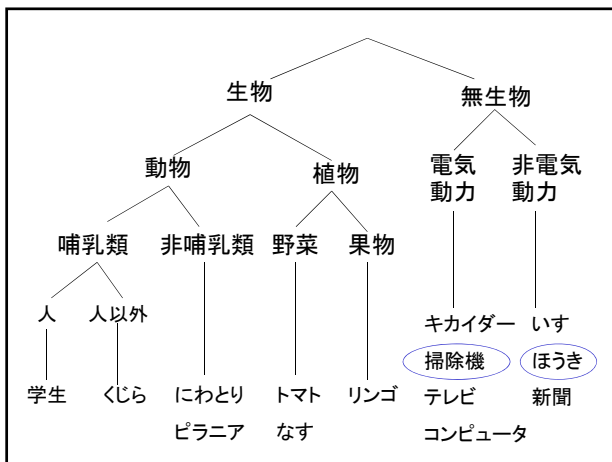 生物 無生物
動物 植物 電気動力 非電気動力
哺乳類 非哺乳類 野菜 果物
人 人以外 キカイダー いす
掃除機 ほうき
学生 くじら にわとり トマト リンゴ テレビ 新聞
ピラニア なす コンピュータ